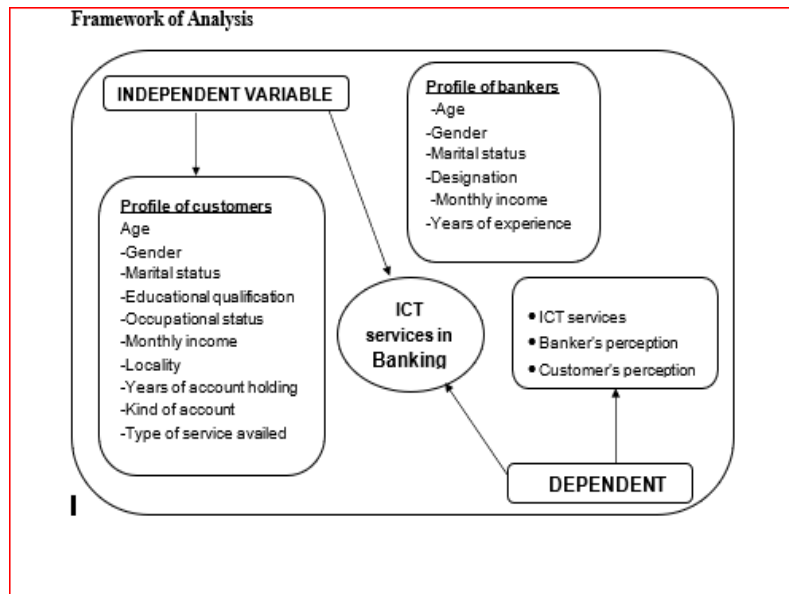 Framework of Analysis
INDEPENDENT VARIABLE
Profile of bankers
-Age
-Gender
-Marital status
-Designation
-Monthly income
-Years of experience
Profile of customers
Age
-Gender
-Marital status
-Educational qualification
-Occupational status
-Monthly income
-Locality
-Years of account holding
-Kind of account
-Type of service availed
ICT
services in
Banking
• ICT services
• Banker's perception
• Customer's perception
DEPENDENT